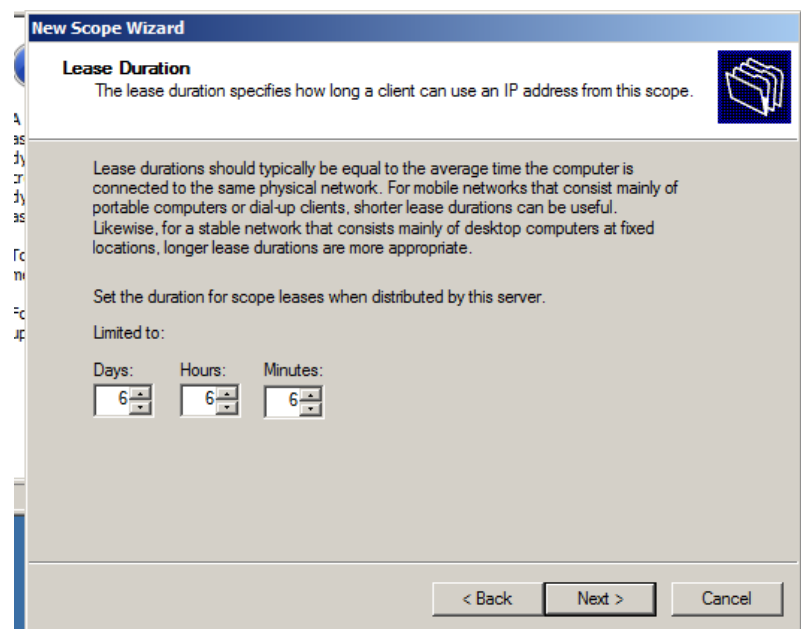 New Scope Wizard
Lease Duration
The lease duration specifies how long a client can use an IP address from this scope.
Lease durations should typically be equal to the average time the computer is
connected to the same physical network. For mobile networks that consist mainly of
portable computers or dial-up clients, shorter lease durations can be useful.
Likewise, for a stable network that consists mainly of desktop computers at fixed
locations, longer lease durations are more appropriate.
Set the duration for scope leases when distributed by this server.
Limited to:
Days: Hours: Minutes:
6 6 6
< Back Next > Cancel